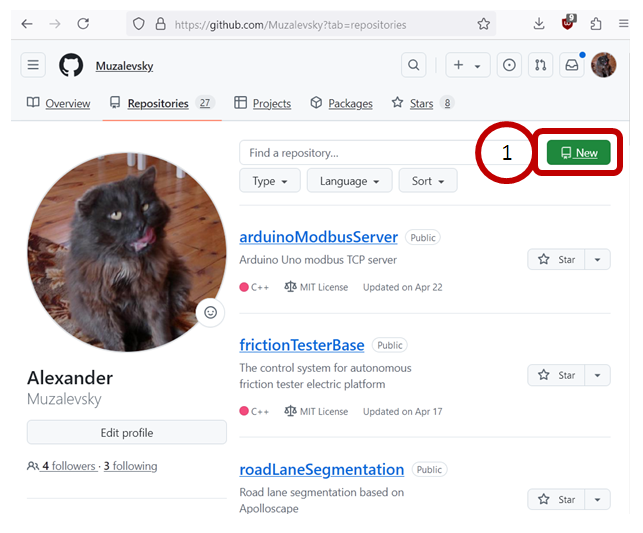 https://github.com/Muzalevsky?tab=repositories
9
Muzalevsky
Overview
Repositories 27
Projects
Packages
Stars 8
Find a repository...
1
New
Type
Language
Sort
arduinoModbusServer Public
Arduino Uno modbus TCP server
Star
C++ MIT License Updated on Apr 22
frictionTesterBase Public
The control system for autonomous
friction tester electric platform
Star
C++ MIT License Updated on Apr 17
Alexander
Muzalevsky
Edit profile
4 followers · 3 following
roadLaneSegmentation Public
Road lane segmentation based on
Apolloscape
Star